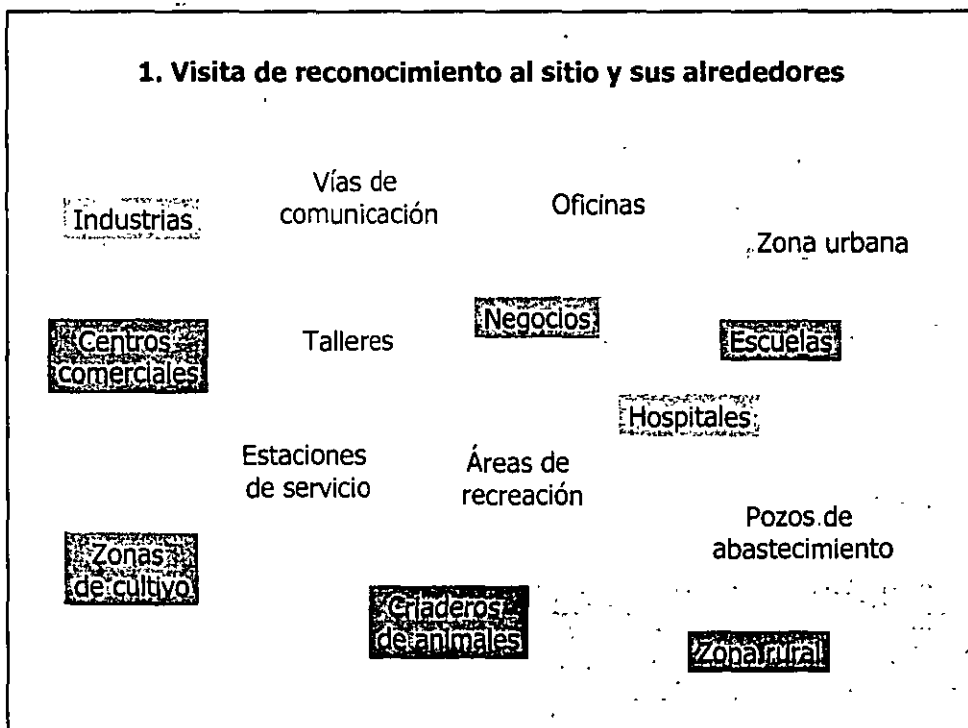 1. Visita de reconocimiento al sitio y sus alrededores
Vías de
comunicación
Oficinas
Industrias
Zona urbana
Negocios
Centros
comerciales
Talleres
Escuelas
Hospitales
Estaciones
de servicio
Áreas de
recreación
Pozos de
abastecimiento
Zonas
de cultivo
Criaderos
de animales
Zona rural